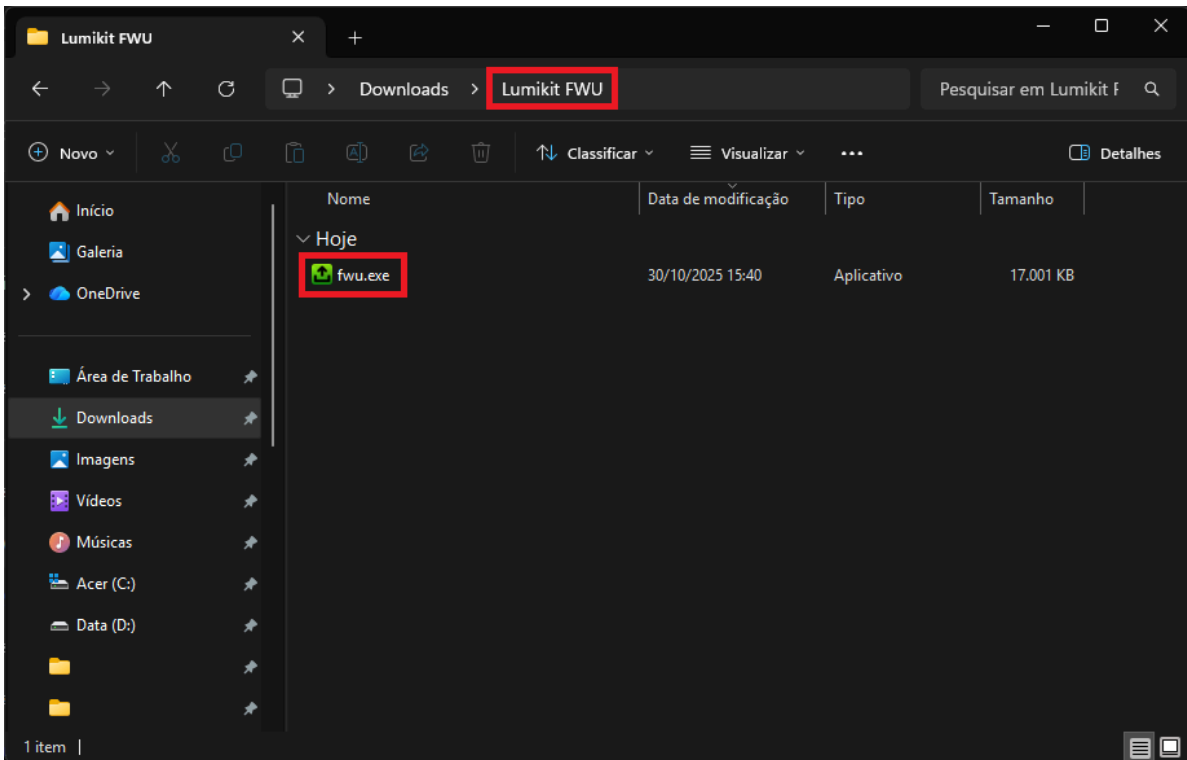 Lumikit FWU
Downloads > Lumikit FWU
Pesquisar em Lumikit F
Novo
Classificar
Visualizar
Detalhes
Nome
Data de modificação
Tipo
Tamanho
Início
Galeria
OneDrive
Área de Trabalho
Downloads
Imagens
Vídeos
Músicas
Acer (C:)
Data (D:)
Hoje
fwu.exe
30/10/2025 15:40
Aplicativo
17.001 KB
1 item